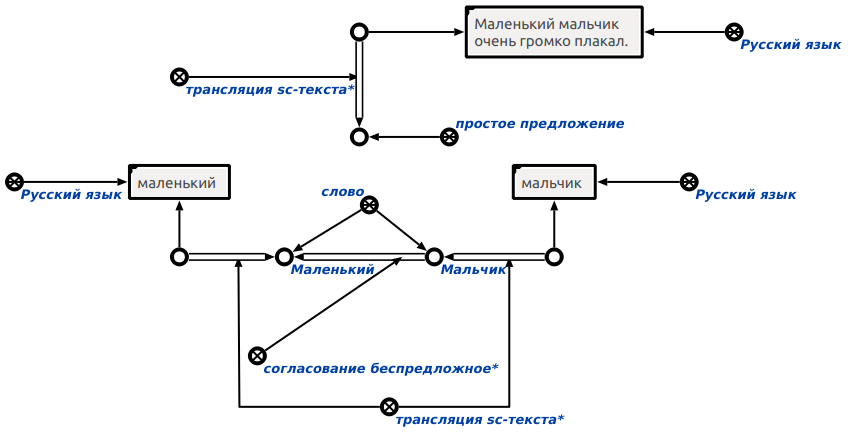 Маленький мальчик
очень громко плакал.
Русский язык
трансляция sc-текста*
простое предложение
маленький
Русский язык
слово
мальчик
Русский язык
Маленький
Мальчик
согласование беспредложное*
трансляция sc-текста*